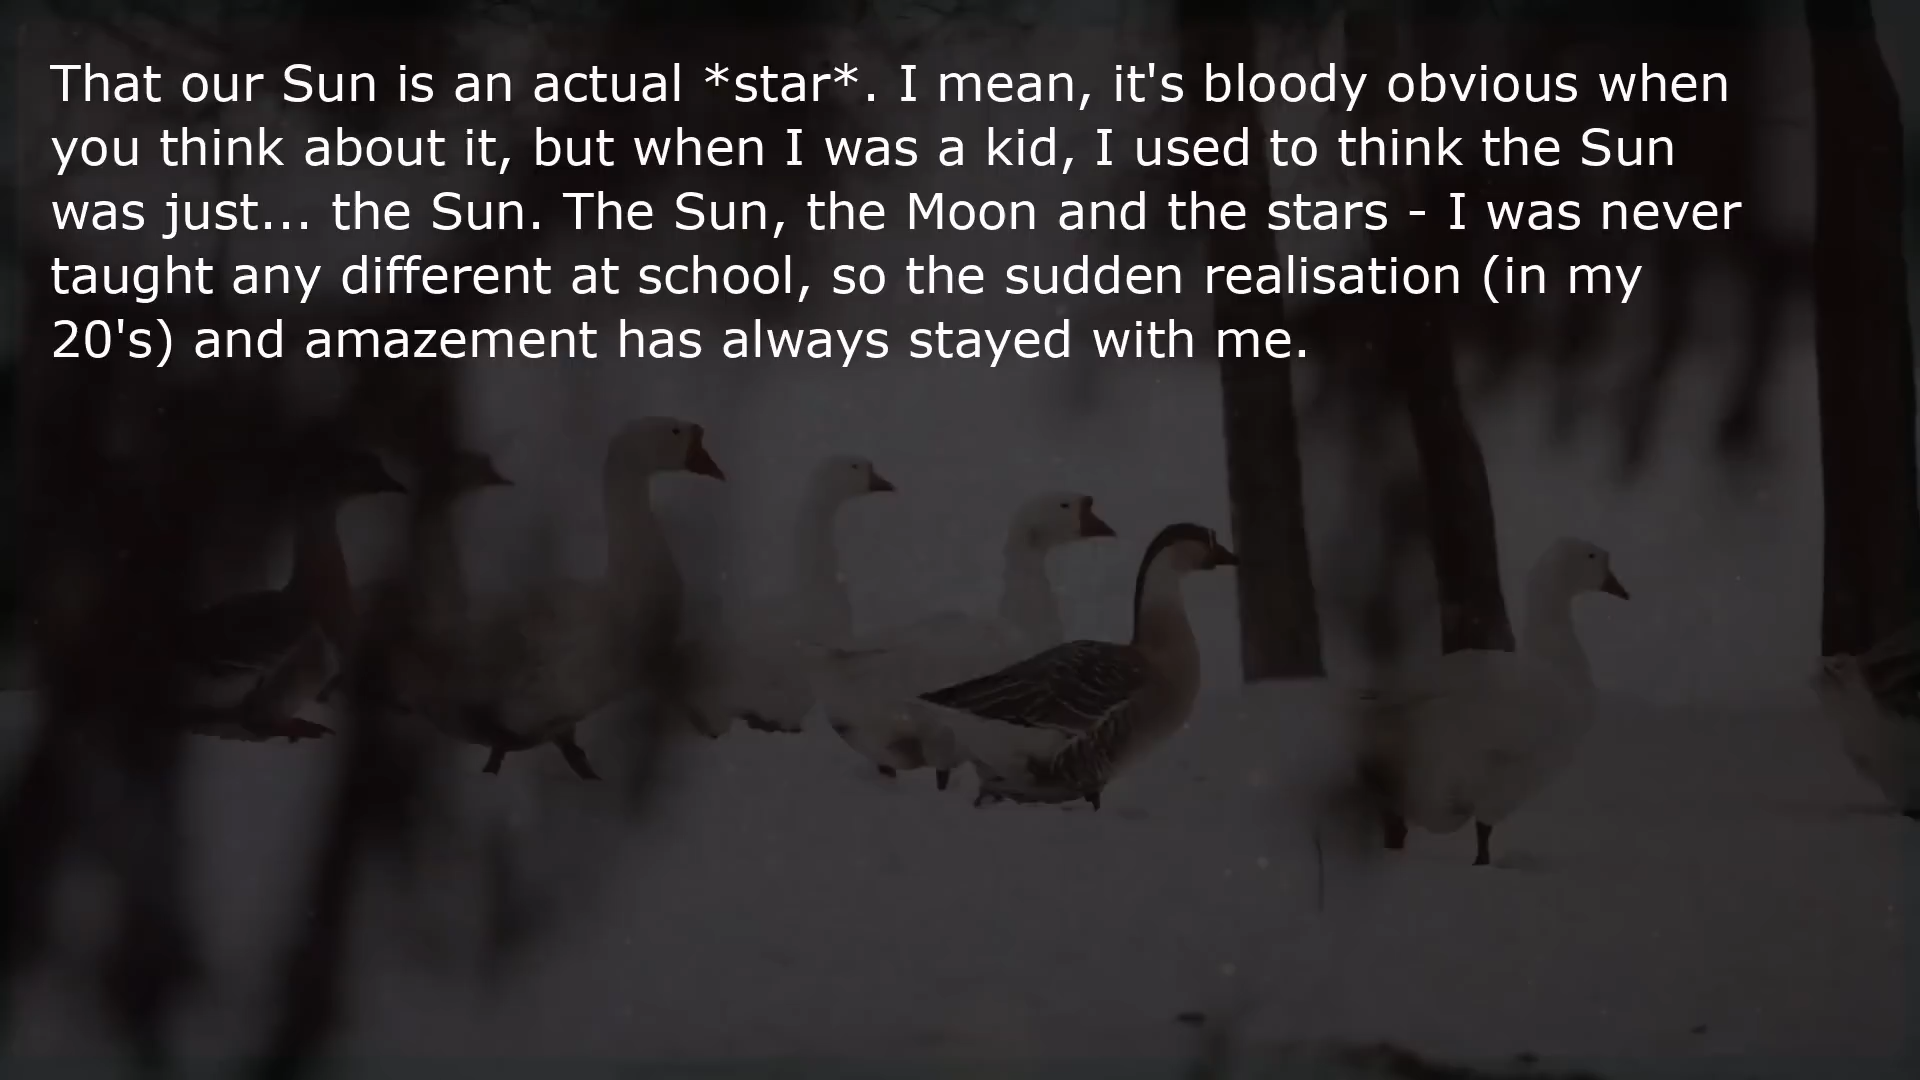 That our Sun is an actual *star*. I mean, it's bloody obvious when
you think about it, but when I was a kid, I used to think the Sun
was just... the Sun. The Sun, the Moon and the stars - I was never
taught any different at school, so the sudden realisation (in my
20's) and amazement has always stayed with me.